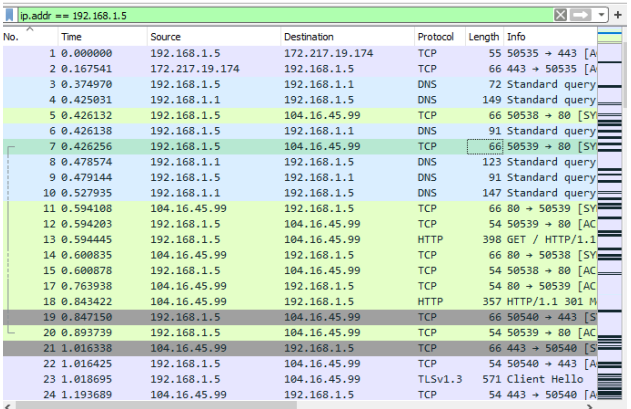 ip.addr == 192.168.1.5
No. Time Source Destination Protocol Length Info
1 0.000000 192.168.1.5 172.217.19.174 TCP 55 50535 → 443 [A
2 0.167541 172.217.19.174 192.168.1.5 TCP 66 443 → 50535 [A
3 0.374970 192.168.1.5 192.168.1.1 DNS 72 Standard query
4 0.425031 192.168.1.1 192.168.1.5 DNS 149 Standard query
5 0.426132 192.168.1.5 104.16.45.99 TCP 66 50538 → 80 [SY
6 0.426138 192.168.1.5 192.168.1.1 DNS 91 Standard query
7 0.426256 192.168.1.5 104.16.45.99 TCP 66 50539 → 80 [SY
8 0.478574 192.168.1.1 192.168.1.5 DNS 123 Standard query
9 0.479144 192.168.1.5 192.168.1.1 DNS 91 Standard query
10 0.527935 192.168.1.1 192.168.1.5 DNS 147 Standard query
11 0.594108 104.16.45.99 192.168.1.5 TCP 66 80 → 50539 [SY
12 0.594203 192.168.1.5 104.16.45.99 TCP 54 50539 → 80 [AC
13 0.594445 192.168.1.5 104.16.45.99 HTTP 398 GET / HTTP/1.1
14 0.600835 104.16.45.99 192.168.1.5 TCP 66 80 → 50538 [SY
15 0.600878 192.168.1.5 104.16.45.99 TCP 54 50538 → 80 [AC
17 0.763938 104.16.45.99 192.168.1.5 TCP 54 80 → 50539 [AC
18 0.843422 104.16.45.99 192.168.1.5 HTTP 357 HTTP/1.1 301 M
19 0.847150 192.168.1.5 104.16.45.99 TCP 66 50540 → 443 [S
20 0.893739 192.168.1.5 104.16.45.99 TCP 54 50539 → 80 [AC
21 1.016338 104.16.45.99 192.168.1.5 TCP 66 443 → 50540 [S
22 1.016425 192.168.1.5 104.16.45.99 TCP 54 50540 → 443 [A
23 1.018695 192.168.1.5 104.16.45.99 TLSv1.3 571 Client Hello
24 1.193689 104.16.45.99 192.168.1.5 TCP 54 443 → 50540 [A